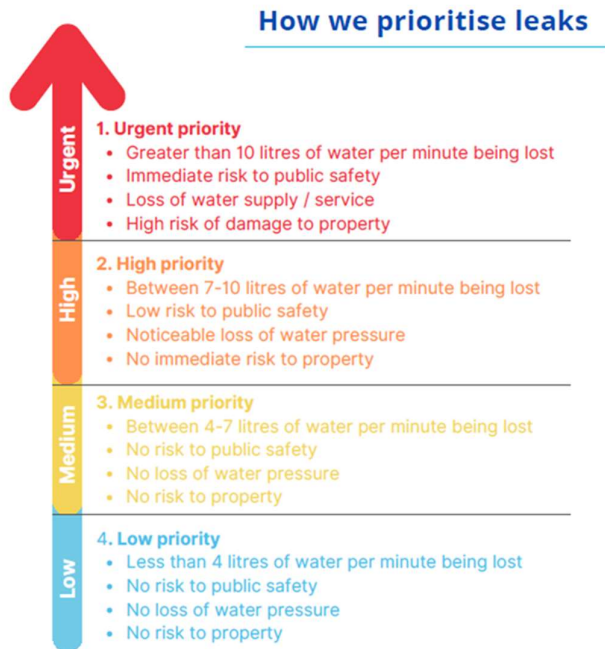 How we prioritise leaks
Urgent
1. Urgent priority
• Greater than 10 litres of water per minute being lost
• Immediate risk to public safety
• Loss of water supply / service
• High risk of damage to property
High
2. High priority
• Between 7-10 litres of water per minute being lost
• Low risk to public safety
• Noticeable loss of water pressure
• No immediate risk to property
Medium
3. Medium priority
• Between 4-7 litres of water per minute being lost
• No risk to public safety
• No loss of water pressure
• No risk to property
Low
4. Low priority
• Less than 4 litres of water per minute being lost
• No risk to public safety
• No loss of water pressure
• No risk to property